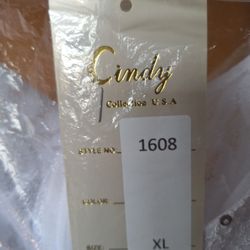 Cindy
Collection U.S.A
STYLE NO. 1608
COLOR
SIZE: XL